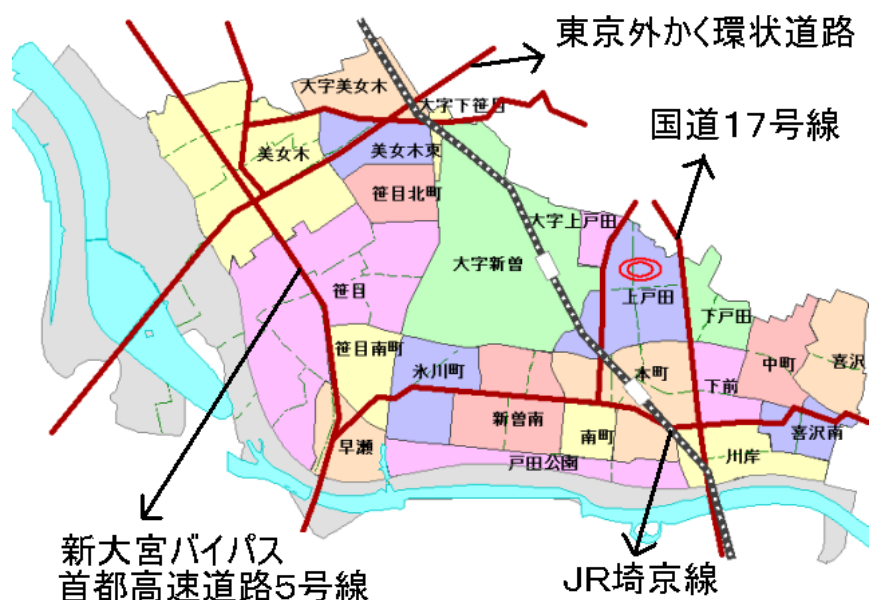 東京外かく環状道路
大字美女木
大字下笹目
国道17号線
美女木
美女木東
笹目北町
大字上戸田
大字新曽
笹目
上戸田
下戸田
笹目南町
氷川町
本町
下前
中町
喜沢
新曽南
南町
喜沢南
早瀬
戸田公園
川岸
新大宮バイパス
首都高速道路5号線
JR埼京線